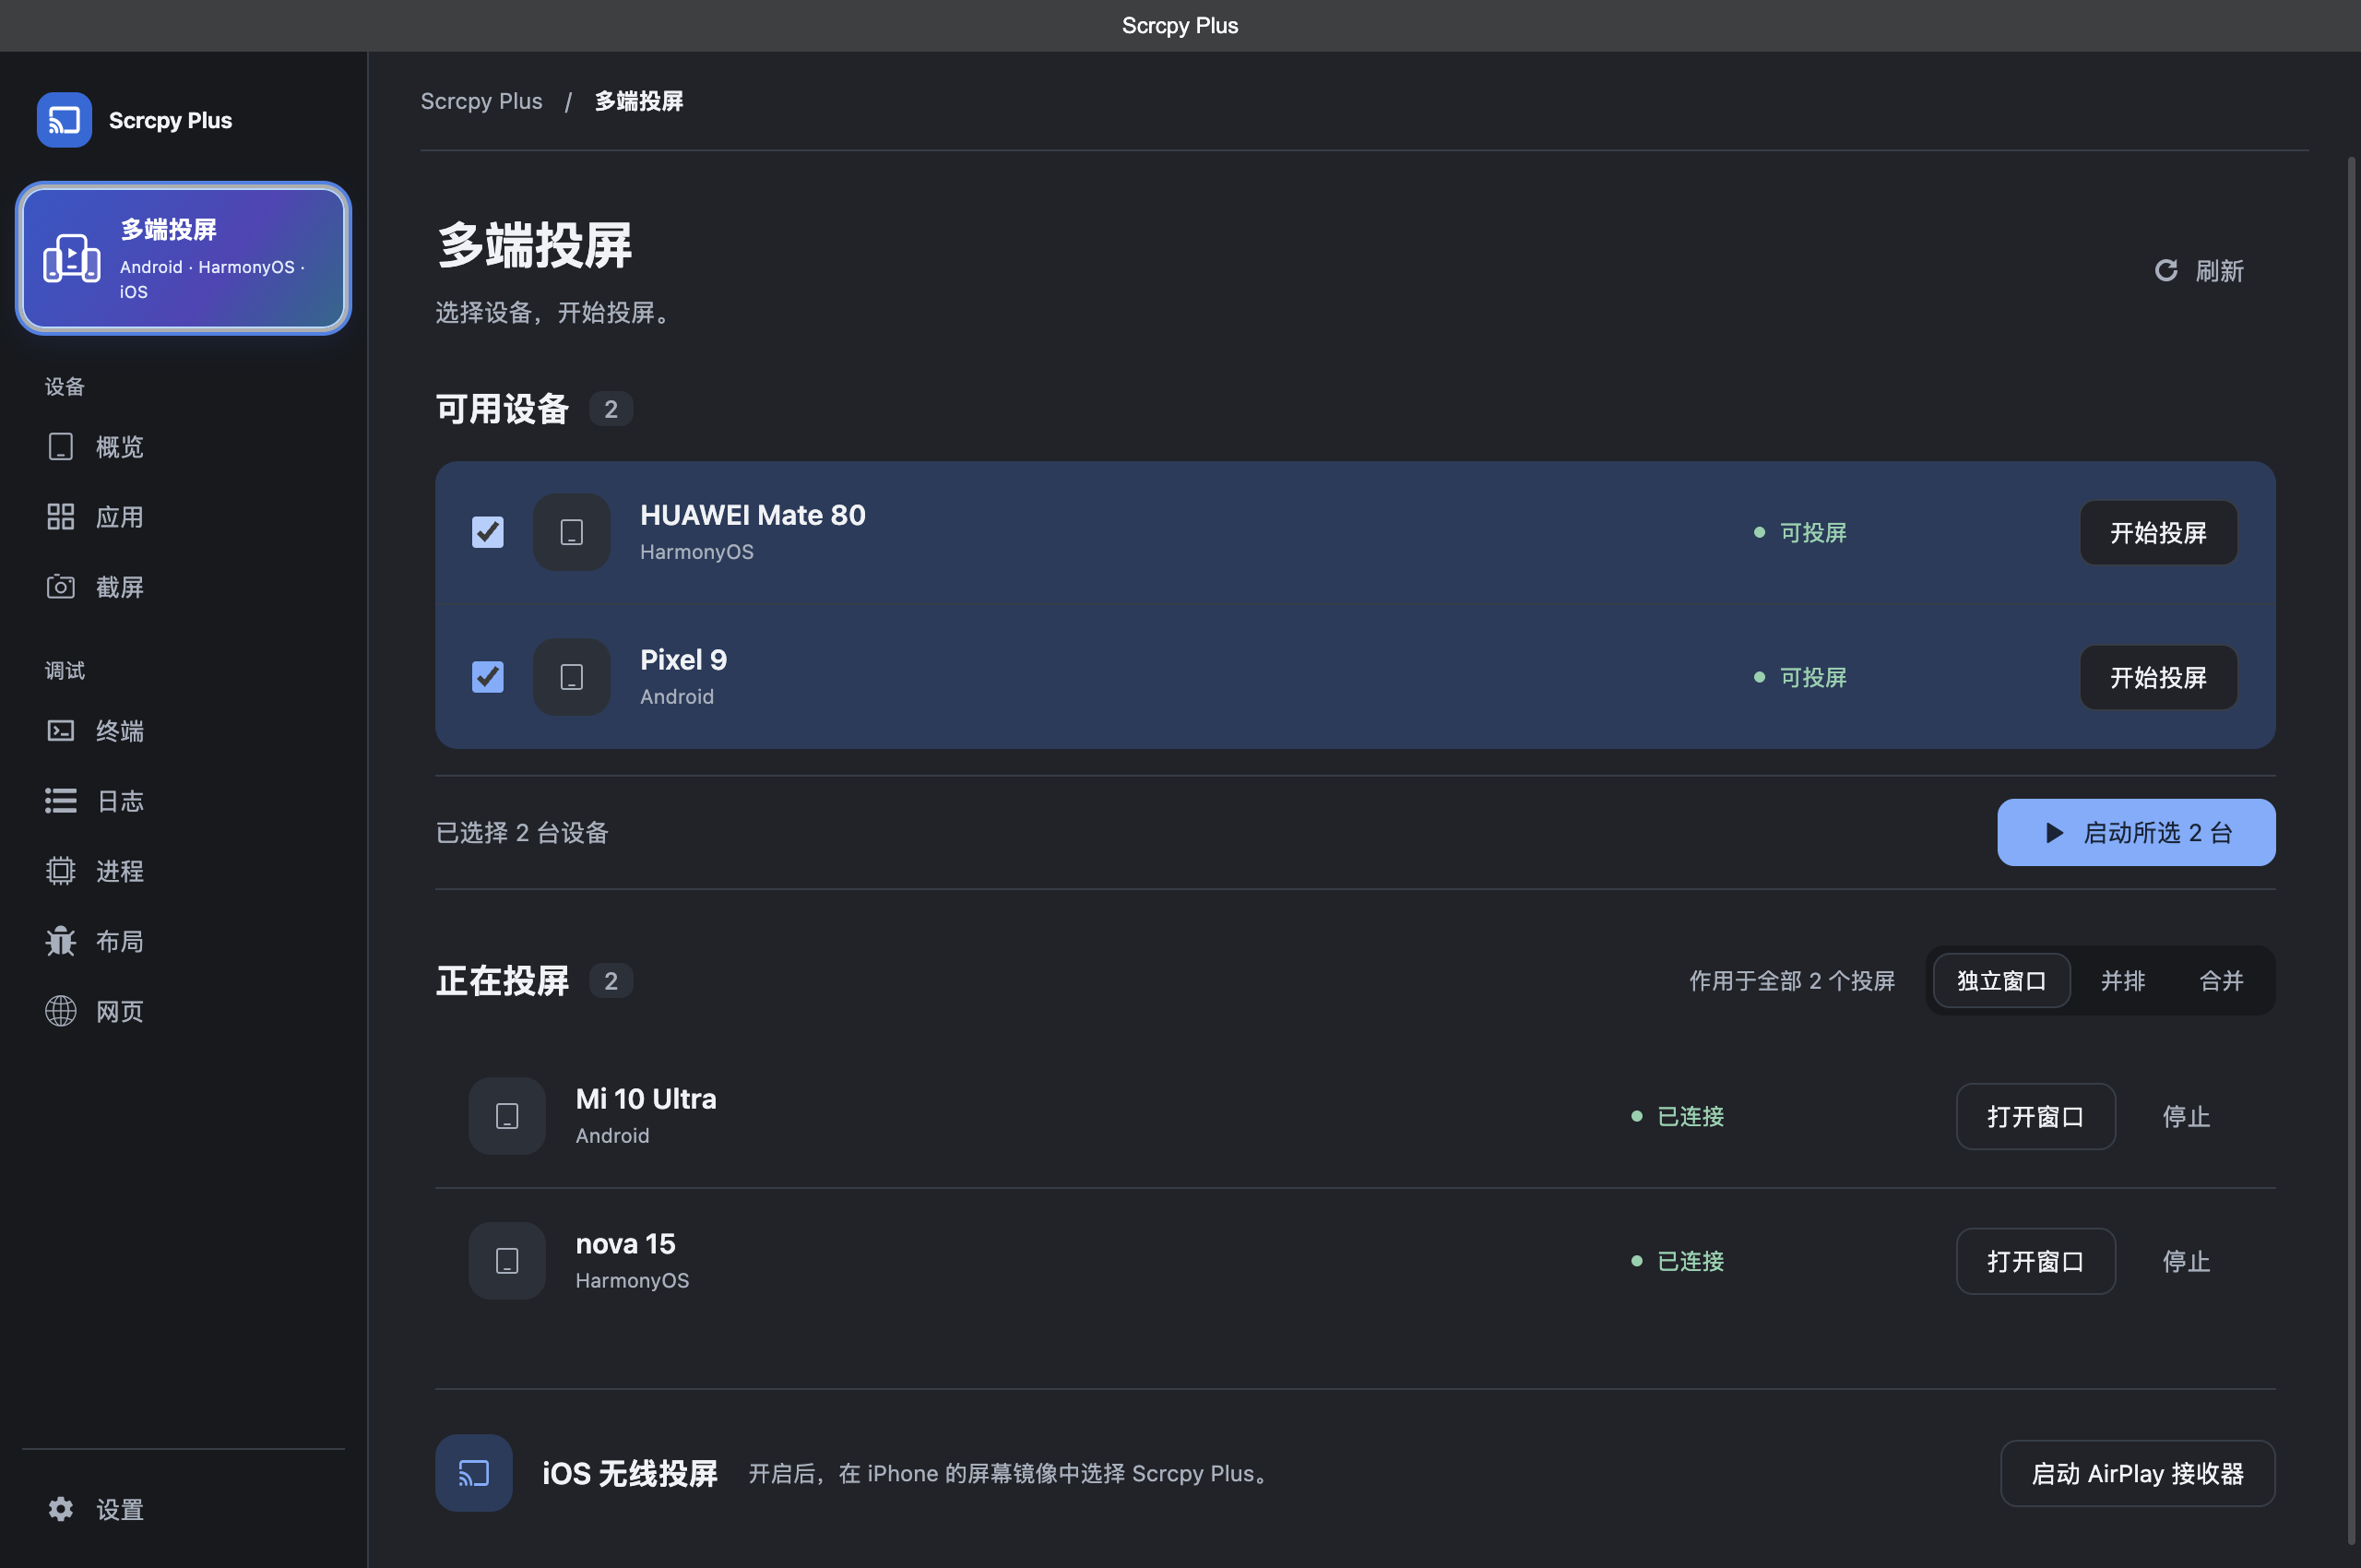 Scrcpy Plus
Scrcpy Plus
多端投屏
Android · HarmonyOS ·
iOS
设备
概览
应用
截屏
调试
终端
日志
进程
布局
网页
设置
Scrcpy Plus / 多端投屏
多端投屏
选择设备，开始投屏。
刷新
可用设备 2
HUAWEI Mate 80
HarmonyOS
可投屏
开始投屏
Pixel 9
Android
可投屏
开始投屏
已选择 2 台设备
启动所选 2 台
正在投屏 2
作用于全部 2 个投屏
独立窗口
并排
合并
Mi 10 Ultra
Android
已连接
打开窗口
停止
nova 15
HarmonyOS
已连接
打开窗口
停止
iOS 无线投屏
开启后，在 iPhone 的屏幕镜像中选择 Scrcpy Plus。
启动 AirPlay 接收器